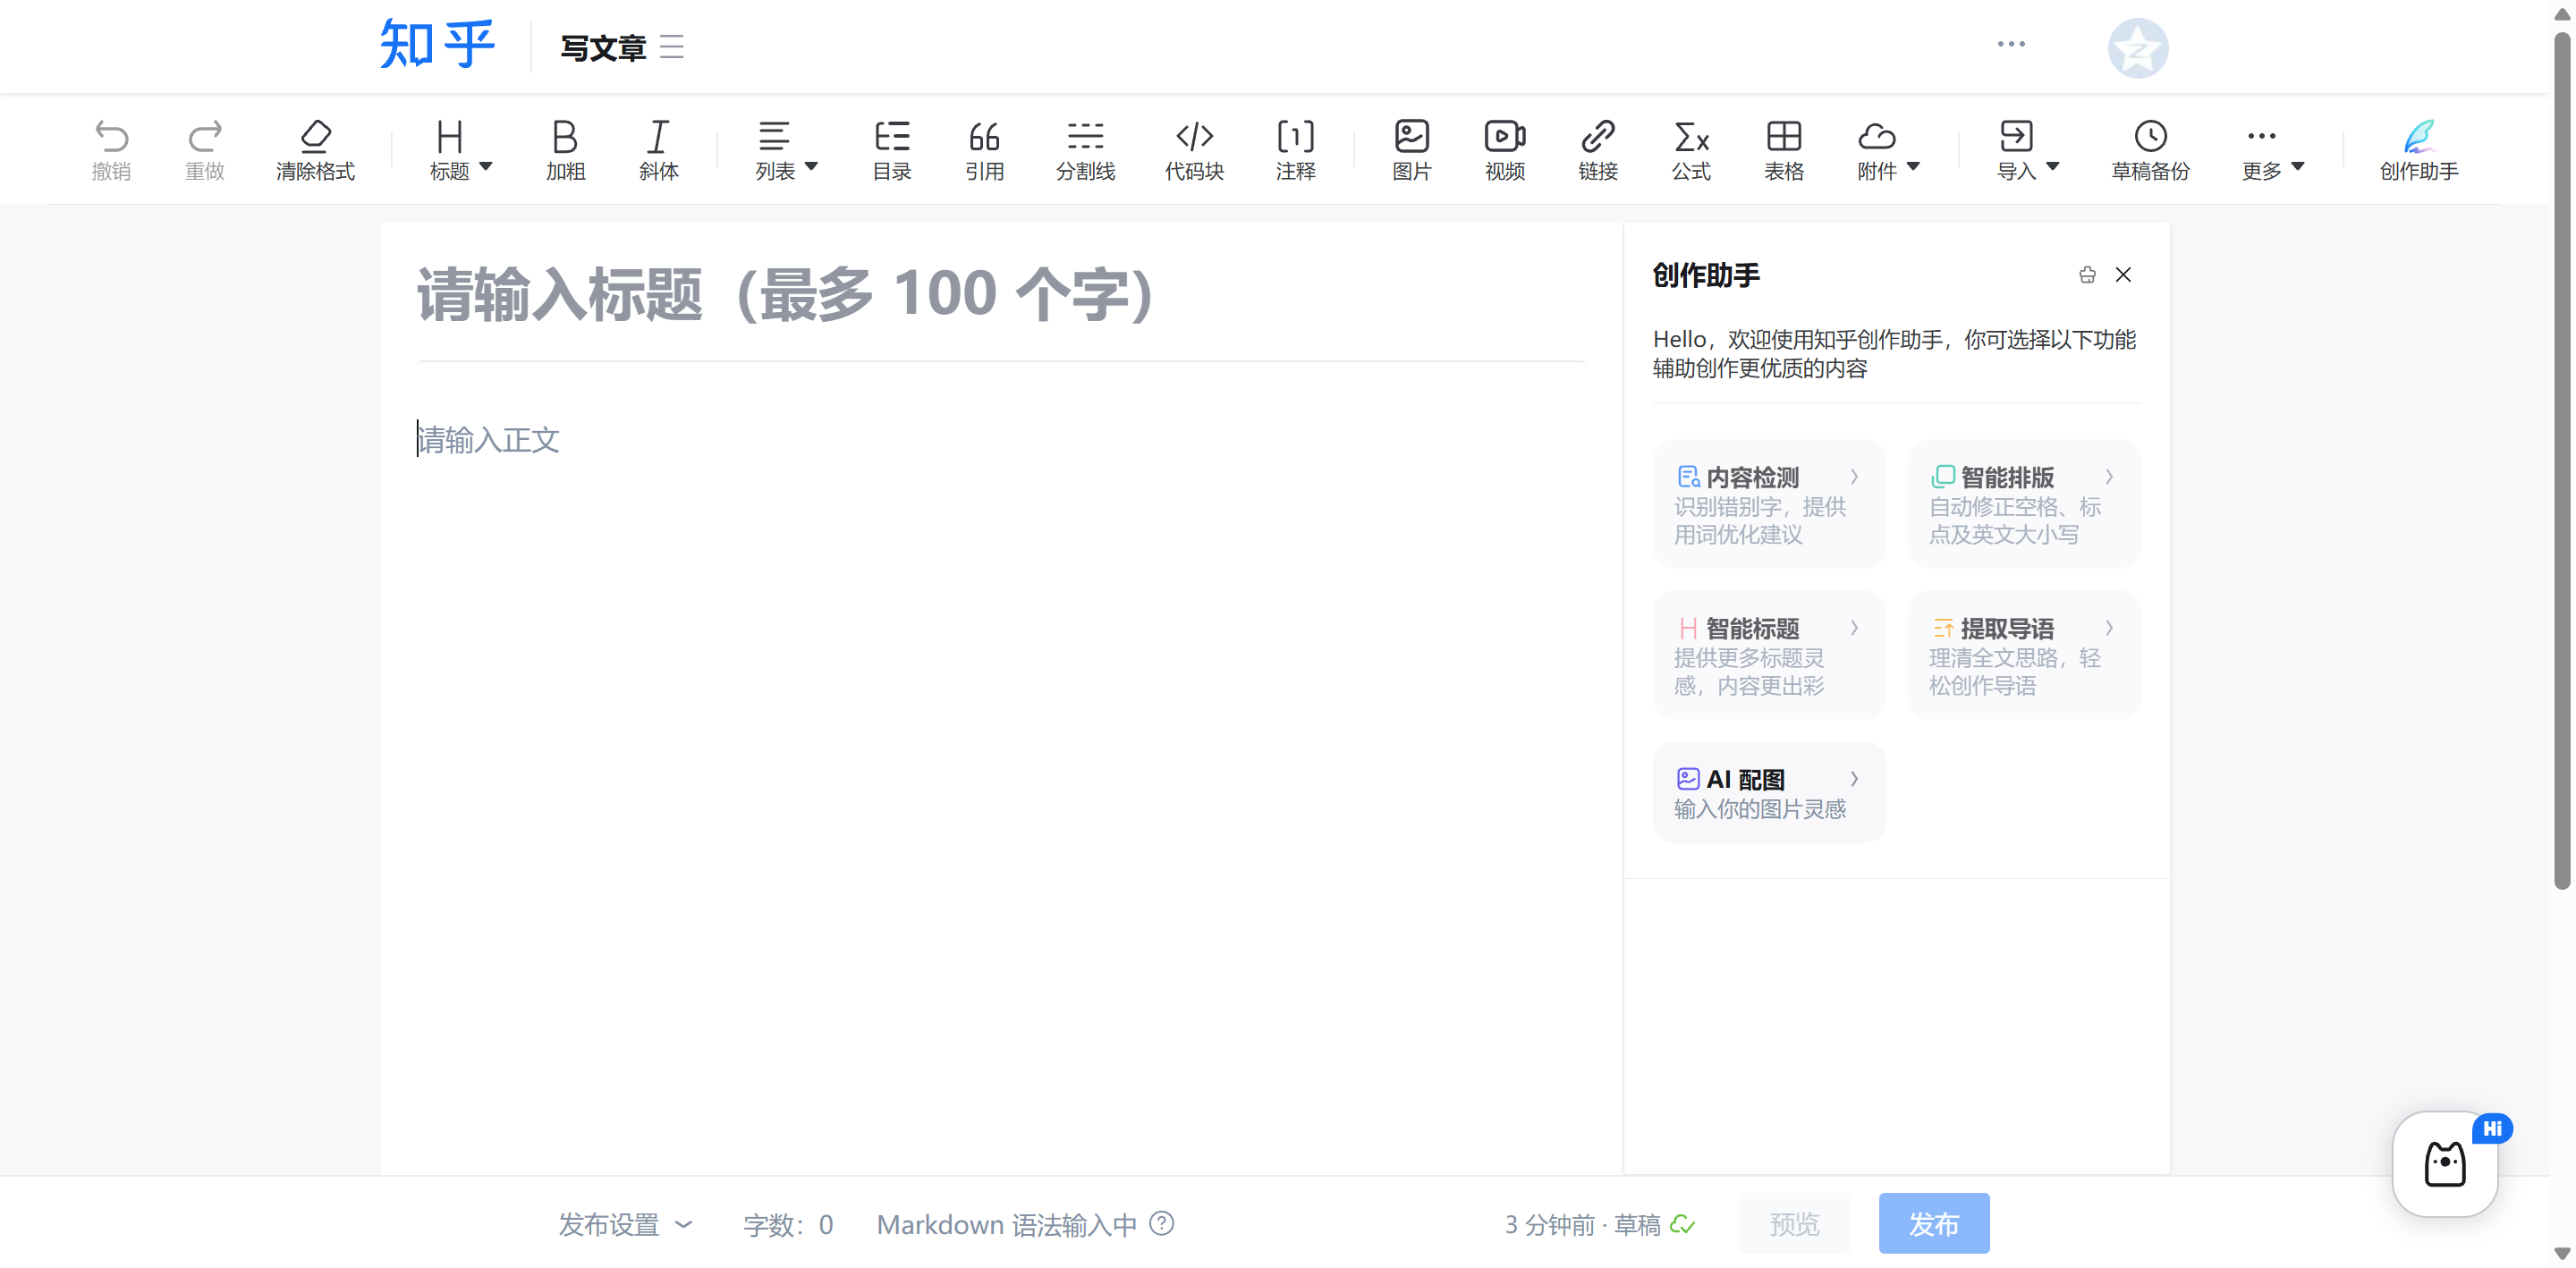 知乎 写文章
撤销 重做 清除格式 标题 加粗 斜体 列表 目录 引用 分割线 代码块 注释 图片 视频 链接 公式 表格 附件 导入 草稿备份 更多 创作助手
请输入标题（最多 100 个字）
请输入正文
创作助手
Hello，欢迎使用知乎创作助手，你可选择以下功能
辅助创作更优质的内容
内容检测
识别错别字，提供
用词优化建议
智能排版
自动修正空格、标
点及英文大小写
智能标题
提供更多标题灵
感，内容更出彩
提取导语
理清全文思路，轻
松创作导语
AI 配图
输入你的图片灵感
Hi
发布设置 字数：0 Markdown 语法输入中 3 分钟前 · 草稿 预览 发布